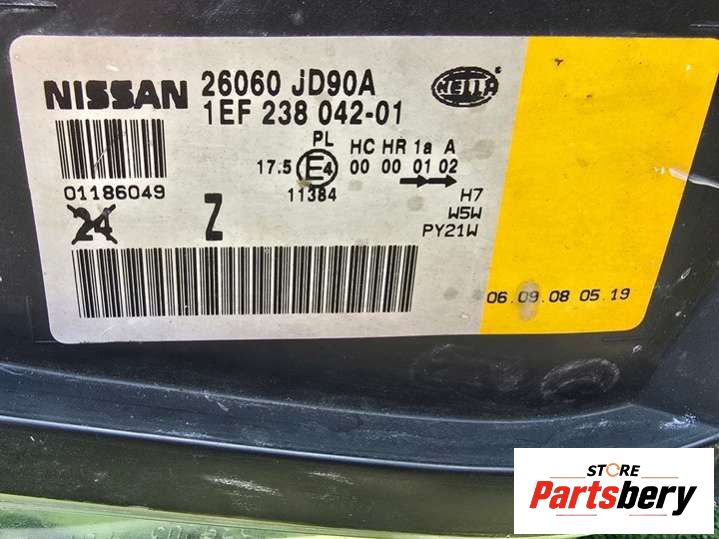 NISSAN 26060 JD90A
1EF 238 042-01
HELLA
PL HC HR 1a A
17.5 E4 00 00 01 02
11384
01186049
24
Z
H7
W5W
PY21W
06.09.08 05.19
STORE
Partsbery